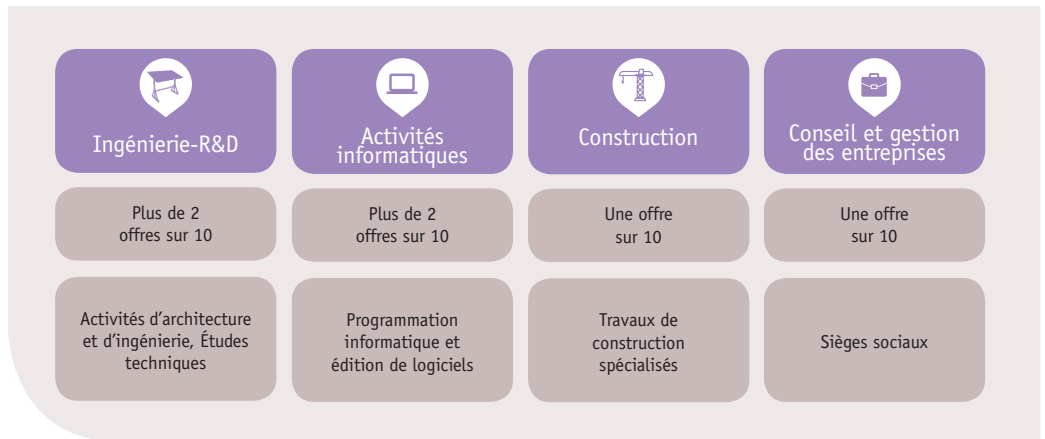 Ingénierie-R&D
Activités
informatiques
Construction
Conseil et gestion
des entreprises
Plus de 2
offres sur 10
Plus de 2
offres sur 10
Une offre
sur 10
Une offre
sur 10
Activités d’architecture
et d’ingénierie, Études
techniques
Programmation
informatique et
édition de logiciels
Travaux de
construction
spécialisés
Sièges sociaux